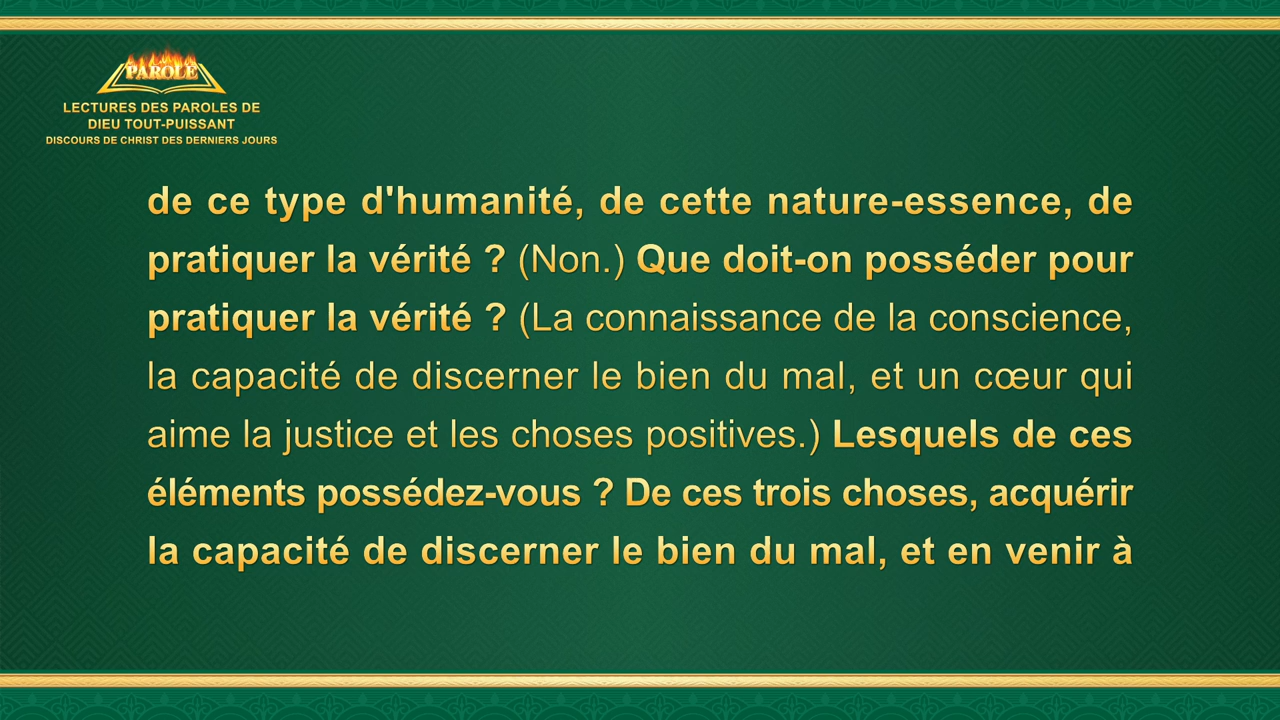 PAROLE
LECTURES DES PAROLES DE
DIEU TOUT-PUISSANT
DISCOURS DE CHRIST DES DERNIERS JOURS
de ce type d'humanité, de cette nature-essence, de
pratiquer la vérité ? (Non.) Que doit-on posséder pour
pratiquer la vérité ? (La connaissance de la conscience,
la capacité de discerner le bien du mal, et un cœur qui
aime la justice et les choses positives.) Lesquels de ces
éléments possédez-vous ? De ces trois choses, acquérir
la capacité de discerner le bien du mal, et en venir à